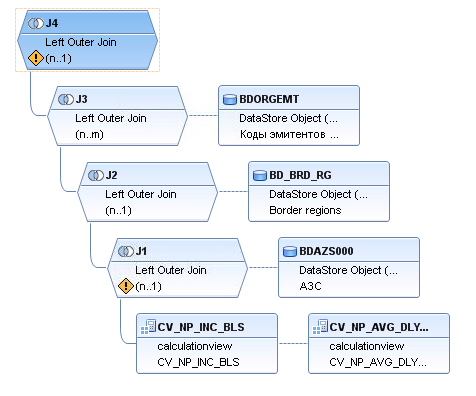 J4
Left Outer Join
(n..1)
J3
Left Outer Join
(n..m)
BDORGEMT
DataStore Object (...
Коды эмитентов ...
J2
Left Outer Join
(n..1)
BD_BRD_RG
DataStore Object (...
Border regions
J1
Left Outer Join
(n..1)
BDAZS000
DataStore Object (...
АЗС
CV_NP_INC_BLS
calculationview
CV_NP_INC_BLS
CV_NP_AVG_DLY...
calculationview
CV_NP_AVG_DLY...